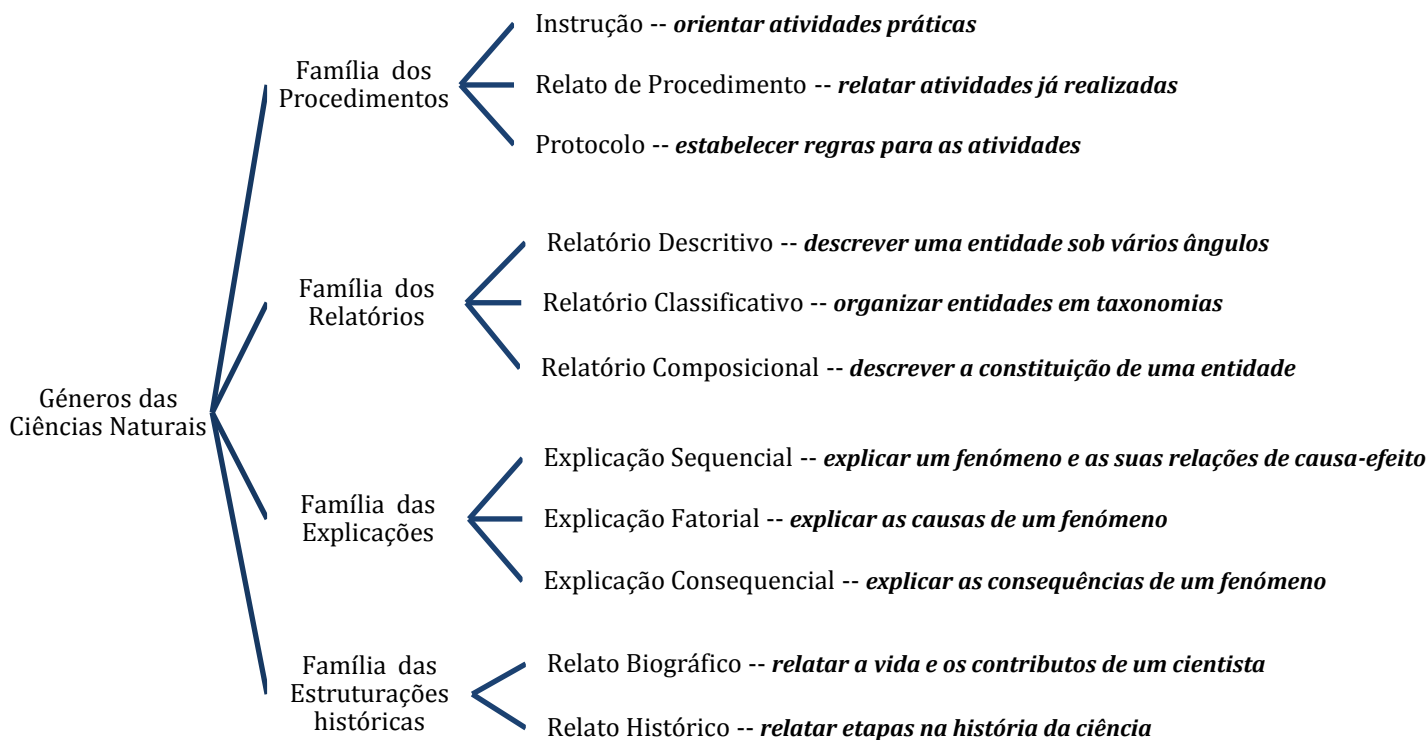 Géneros das
Ciências Naturais
Família dos
Procedimentos
Instrução -- orientar atividades práticas
Relato de Procedimento -- relatar atividades já realizadas
Protocolo -- estabelecer regras para as atividades
Família dos
Relatórios
Relatório Descritivo -- descrever uma entidade sob vários ângulos
Relatório Classificativo -- organizar entidades em taxonomias
Relatório Composicional -- descrever a constituição de uma entidade
Família das
Explicações
Explicação Sequencial -- explicar um fenómeno e as suas relações de causa-efeito
Explicação Fatorial -- explicar as causas de um fenómeno
Explicação Consequencial -- explicar as consequências de um fenómeno
Família das
Estruturações
históricas
Relato Biográfico -- relatar a vida e os contributos de um cientista
Relato Histórico -- relatar etapas na história da ciência